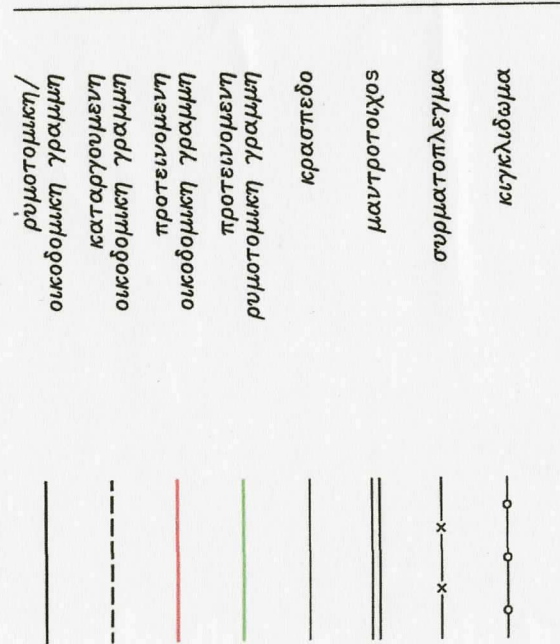 κιγκλιδωμα
συρματοπλεγμα
μαντροτοιχος
κρασπεδο
γραμμη ρυμοτομικη
προτεινομενη
γραμμη οικοδομικη
προτεινομενη
γραμμη οικοδομικη
καταργουμενη
γραμμη οικοδομικη
/ρυμοτομικη